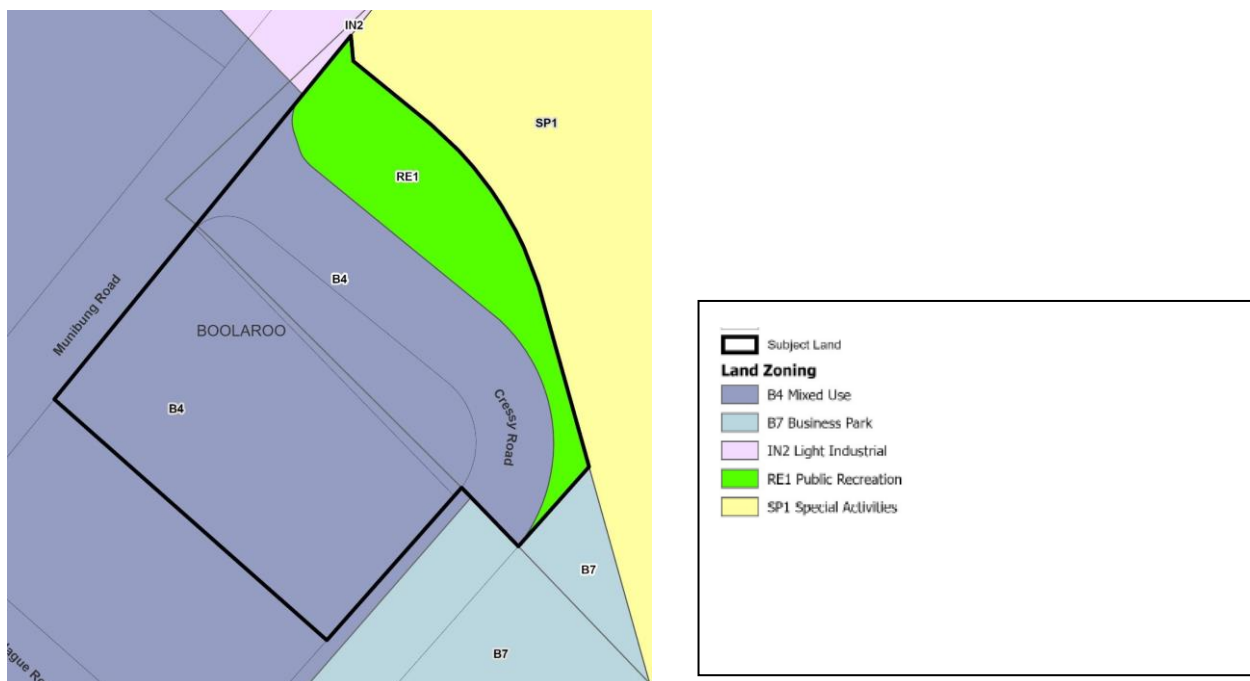 IN2
SP1
RE1
B4
Munibung Road
BOOLAROO
Cressy Road
B4
B7
B7
Subject Land
Land Zoning
B4 Mixed Use
B7 Business Park
IN2 Light Industrial
RE1 Public Recreation
SP1 Special Activities